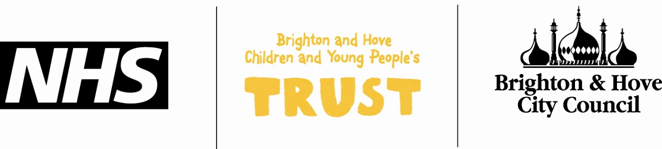 NHS
Brighton and Hove
Children and Young People's
TRUST
Brighton & Hove
City Council